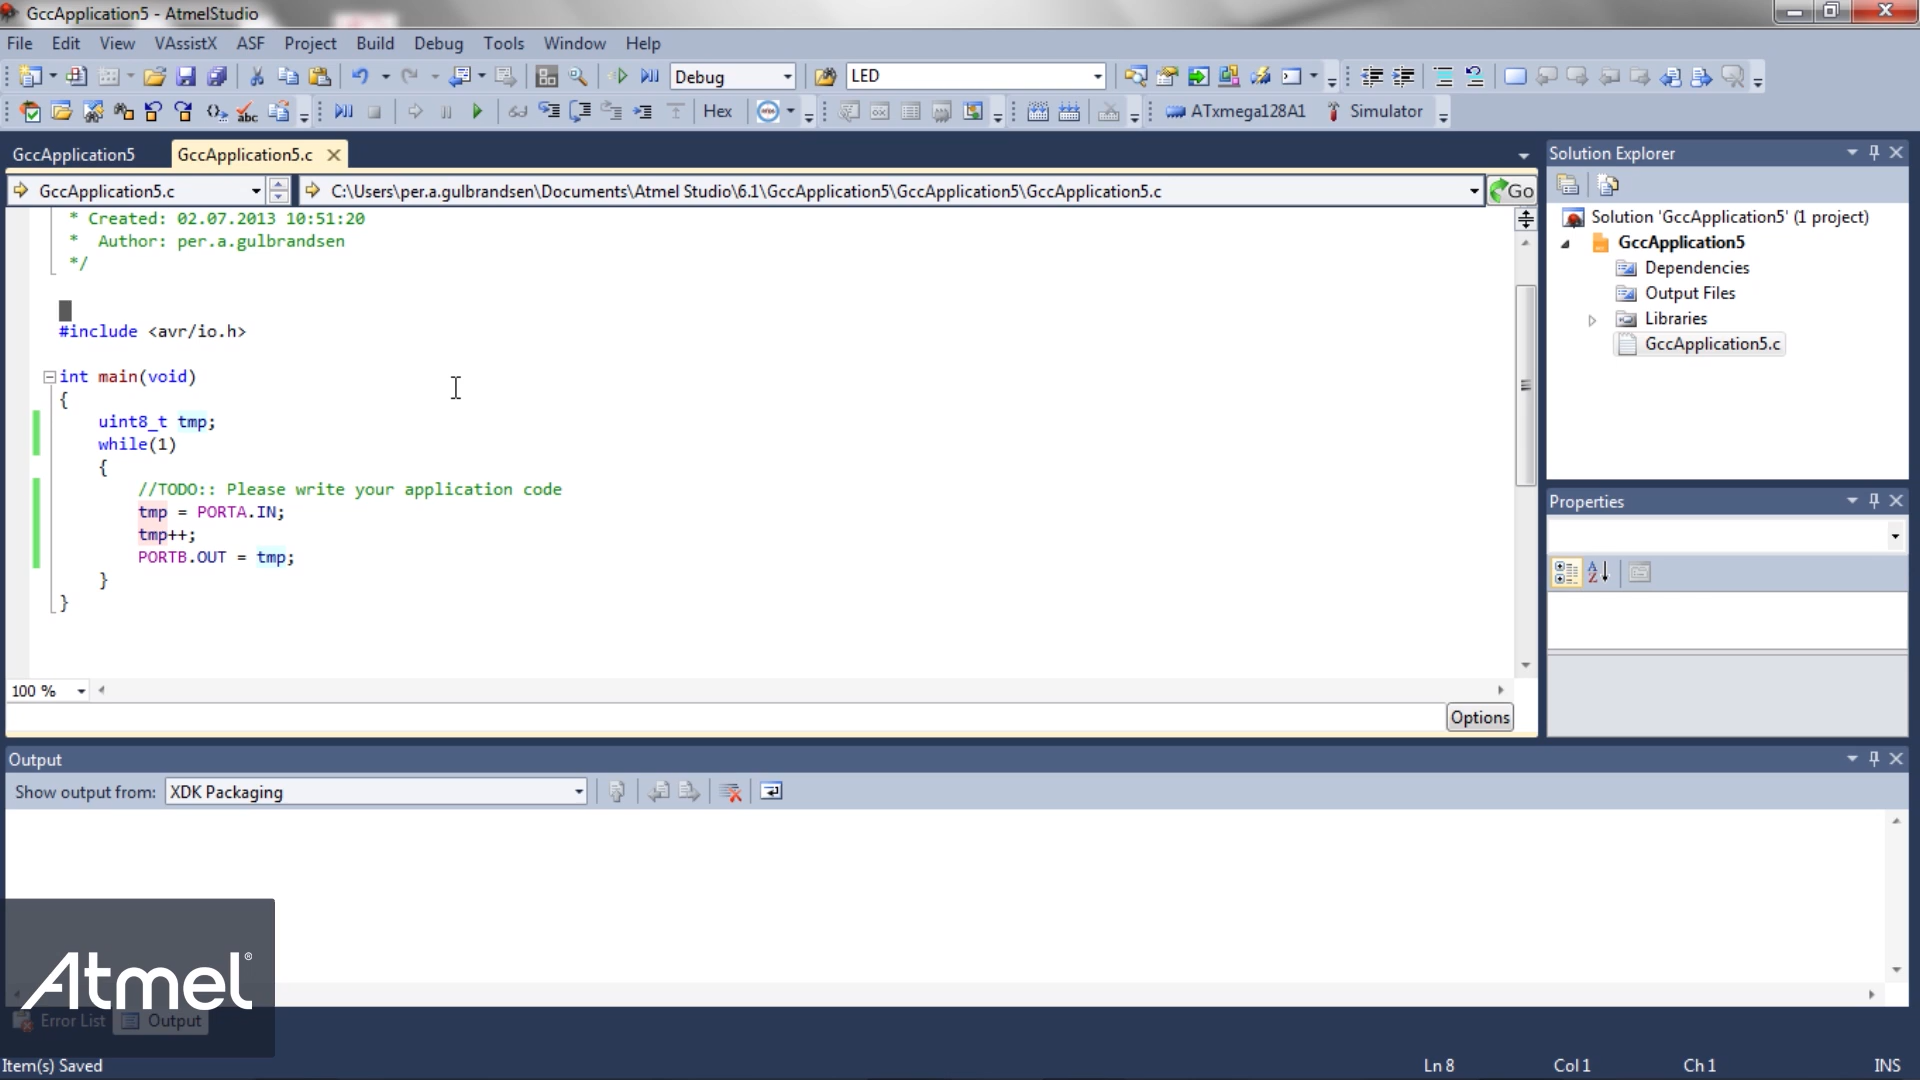 GccApplication5 - AtmelStudio
File Edit View VAssistX ASF Project Build Debug Tools Window Help
Debug LED
abc Hex ATxmega128A1 Simulator
GccApplication5 GccApplication5.c
GccApplication5.c C:\Users\per.a.gulbrandsen\Documents\Atmel Studio\6.1\GccApplication5\GccApplication5\GccApplication5.c Go
* Created: 02.07.2013 10:51:20
*  Author: per.a.gulbrandsen
*/
#include <avr/io.h>
int main(void)
{
uint8_t tmp;
while(1)
{
//TODO:: Please write your application code
tmp = PORTA.IN;
tmp++;
PORTB.OUT = tmp;
}
}
100 %
Options
Solution Explorer
Solution 'GccApplication5' (1 project)
GccApplication5
Dependencies
Output Files
Libraries
GccApplication5.c
Properties
Output
Show output from: XDK Packaging
Atmel®
Error List Output
Item(s) Saved Ln 8 Col 1 Ch 1 INS